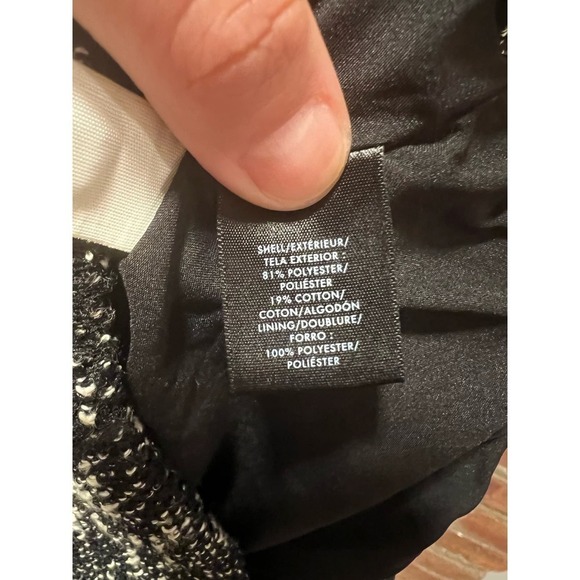 SHELL/EXTÉRIEUR/
TELA EXTERIOR :
81% POLYESTER/
POLIÉSTER
19% COTTON/
COTON/ALGODÓN
LINING/DOUBLURE/
FORRO :
100% POLYESTER/
POLIÉSTER